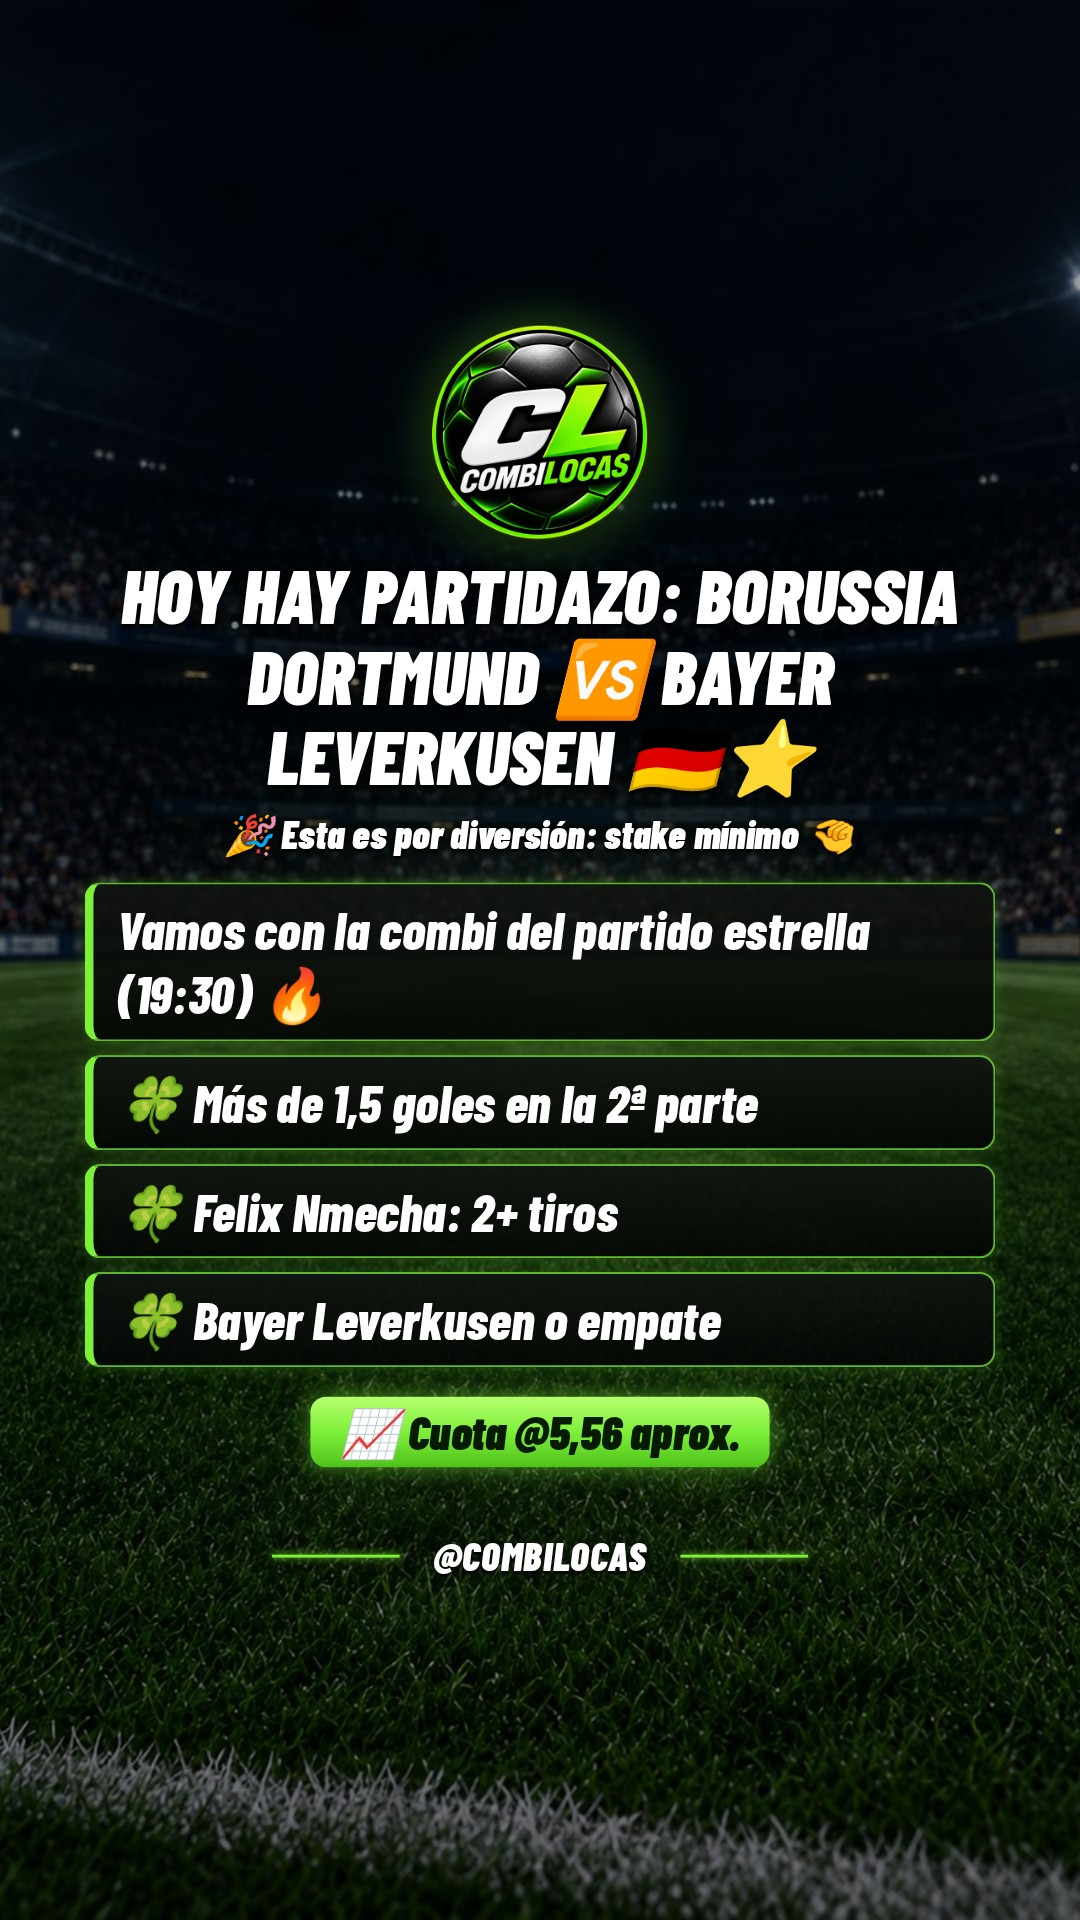 CL
COMBILOCAS
HOY HAY PARTIDAZO: BORUSSIA
DORTMUND 🆚 BAYER
LEVERKUSEN 🇩🇪⭐
🎉 Esta es por diversión: stake mínimo 🤏
Vamos con la combi del partido estrella
(19:30) 🔥
🍀 Más de 1,5 goles en la 2ª parte
🍀 Felix Nmecha: 2+ tiros
🍀 Bayer Leverkusen o empate
📈 Cuota @5,56 aprox.
@COMBILOCAS